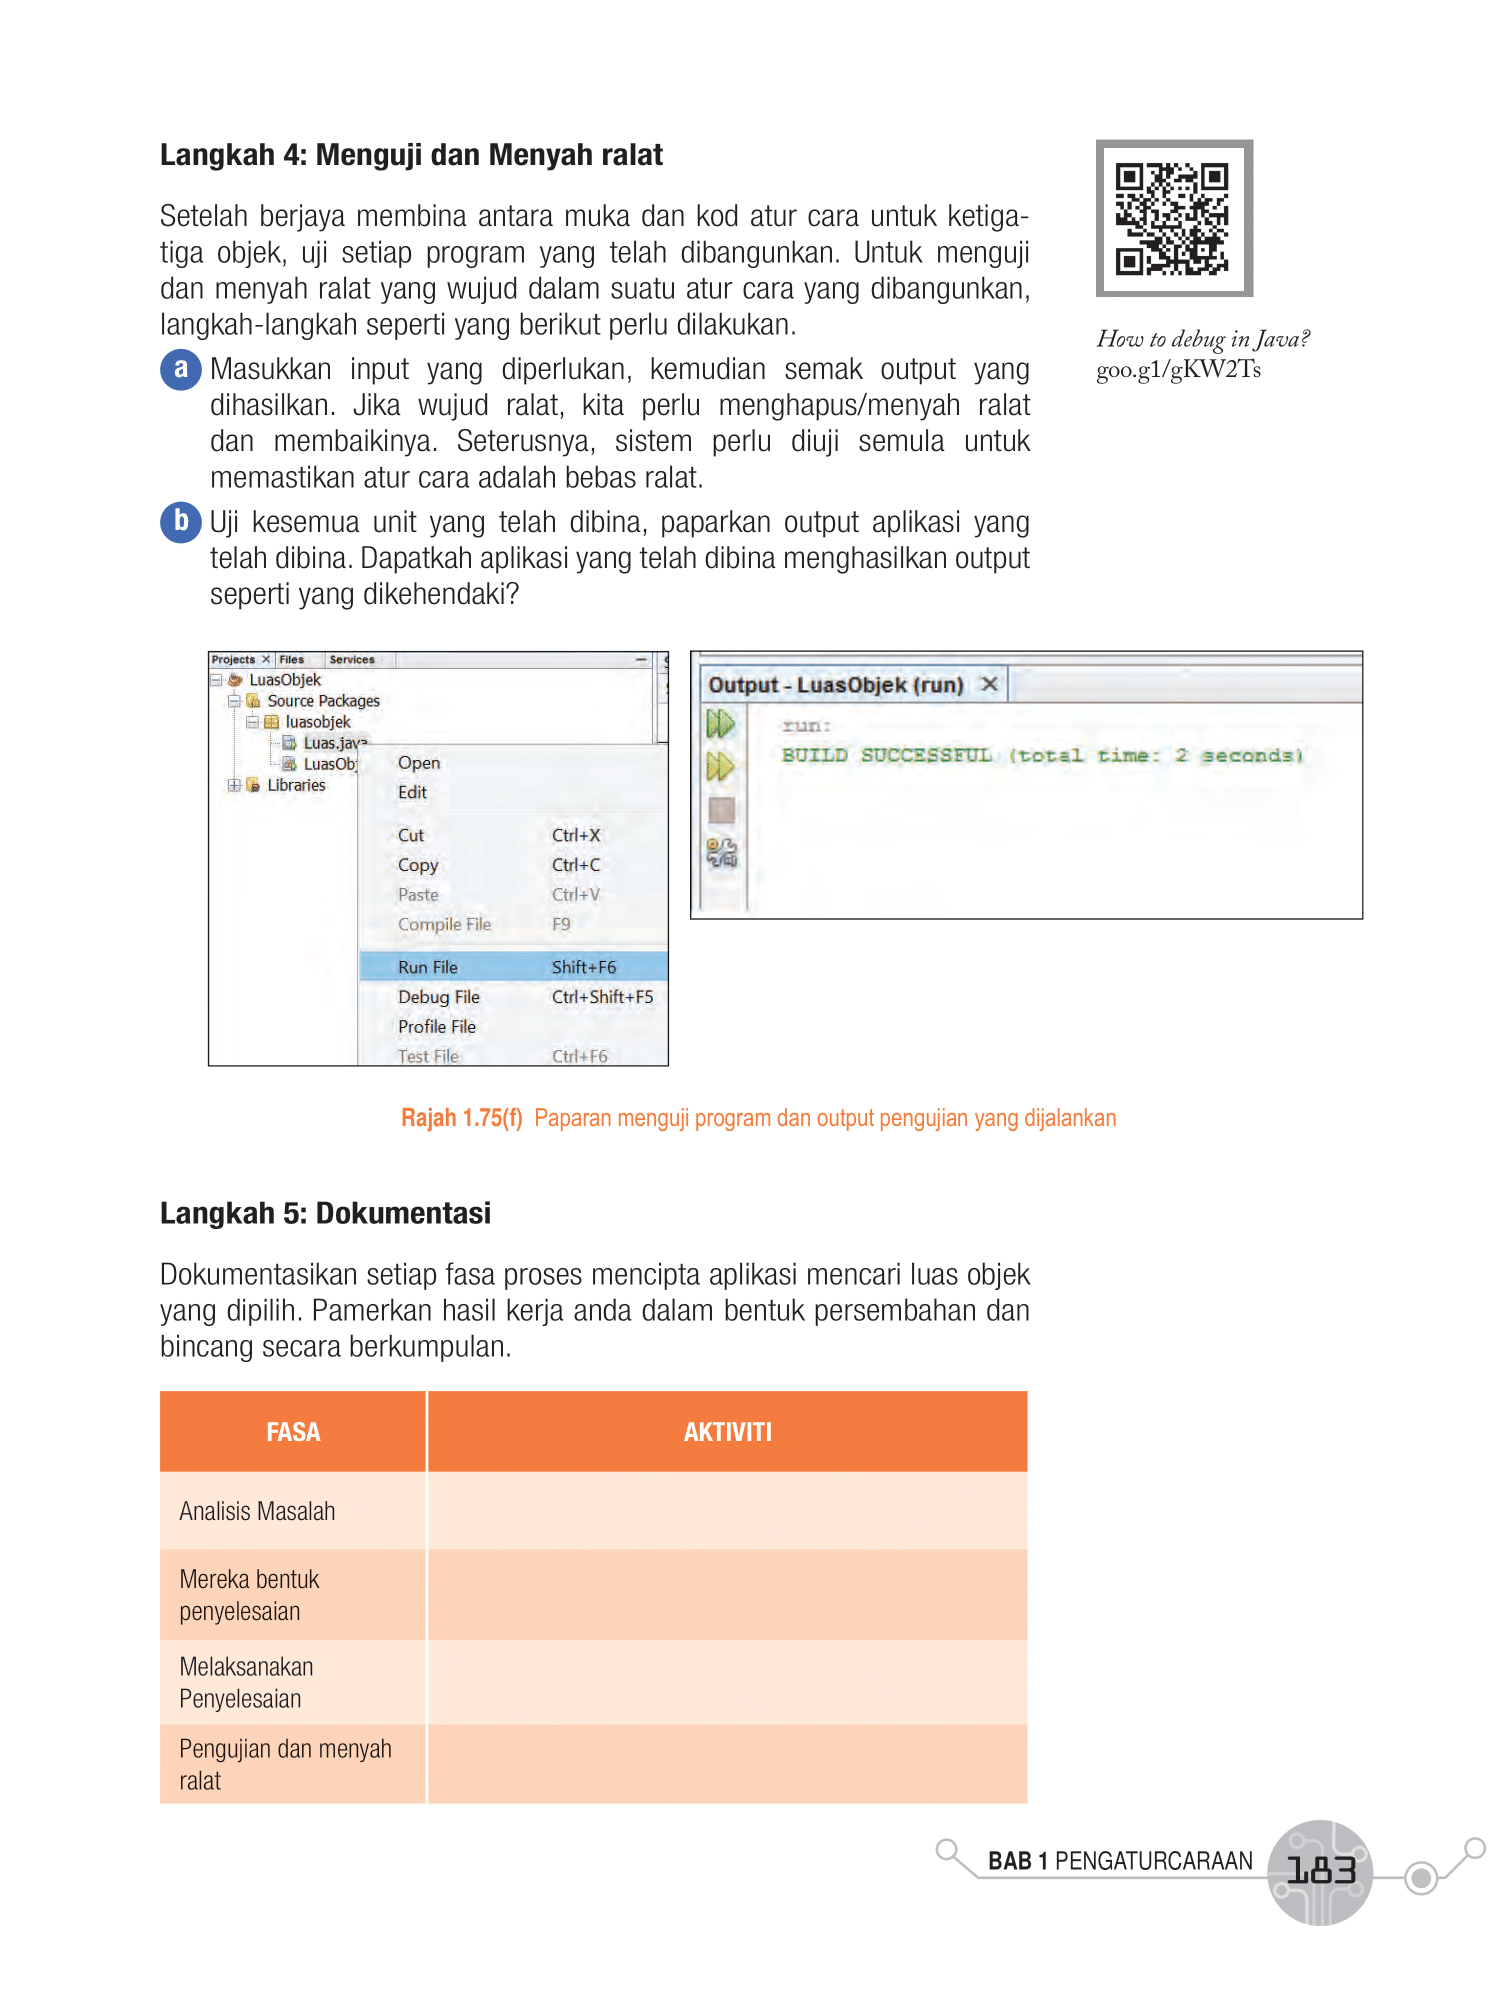 Langkah 4: Menguji dan Menyah ralat
Setelah berjaya membina antara muka dan kod atur cara untuk ketiga-
tiga objek, uji setiap program yang telah dibangunkan. Untuk menguji
dan menyah ralat yang wujud dalam suatu atur cara yang dibangunkan,
langkah-langkah seperti yang berikut perlu dilakukan.
a Masukkan input yang diperlukan, kemudian semak output yang
dihasilkan. Jika wujud ralat, kita perlu menghapus/menyah ralat
dan membaikinya. Seterusnya, sistem perlu diuji semula untuk
memastikan atur cara adalah bebas ralat.
b Uji kesemua unit yang telah dibina, paparkan output aplikasi yang
telah dibina. Dapatkah aplikasi yang telah dibina menghasilkan output
seperti yang dikehendaki?
How to debug in Java?
goo.g1/gKW2Ts
Projects Files Services
LuasObjek
Source Packages
luasobjek
Luas.java
LuasObj
Libraries
Open
Edit
Cut Ctrl+X
Copy Ctrl+C
Paste Ctrl+V
Compile File F9
Run File Shift+F6
Debug File Ctrl+Shift+F5
Profile File
Test File Ctrl+F6
Output - LuasObjek (run)
run:
BUILD SUCCESSFUL (total time: 2 seconds)
Rajah 1.75(f) Paparan menguji program dan output pengujian yang dijalankan
Langkah 5: Dokumentasi
Dokumentasikan setiap fasa proses mencipta aplikasi mencari luas objek
yang dipilih. Pamerkan hasil kerja anda dalam bentuk persembahan dan
bincang secara berkumpulan.
FASA AKTIVITI
Analisis Masalah
Mereka bentuk
penyelesaian
Melaksanakan
Penyelesaian
Pengujian dan menyah
ralat
BAB 1 PENGATURCARAAN 183